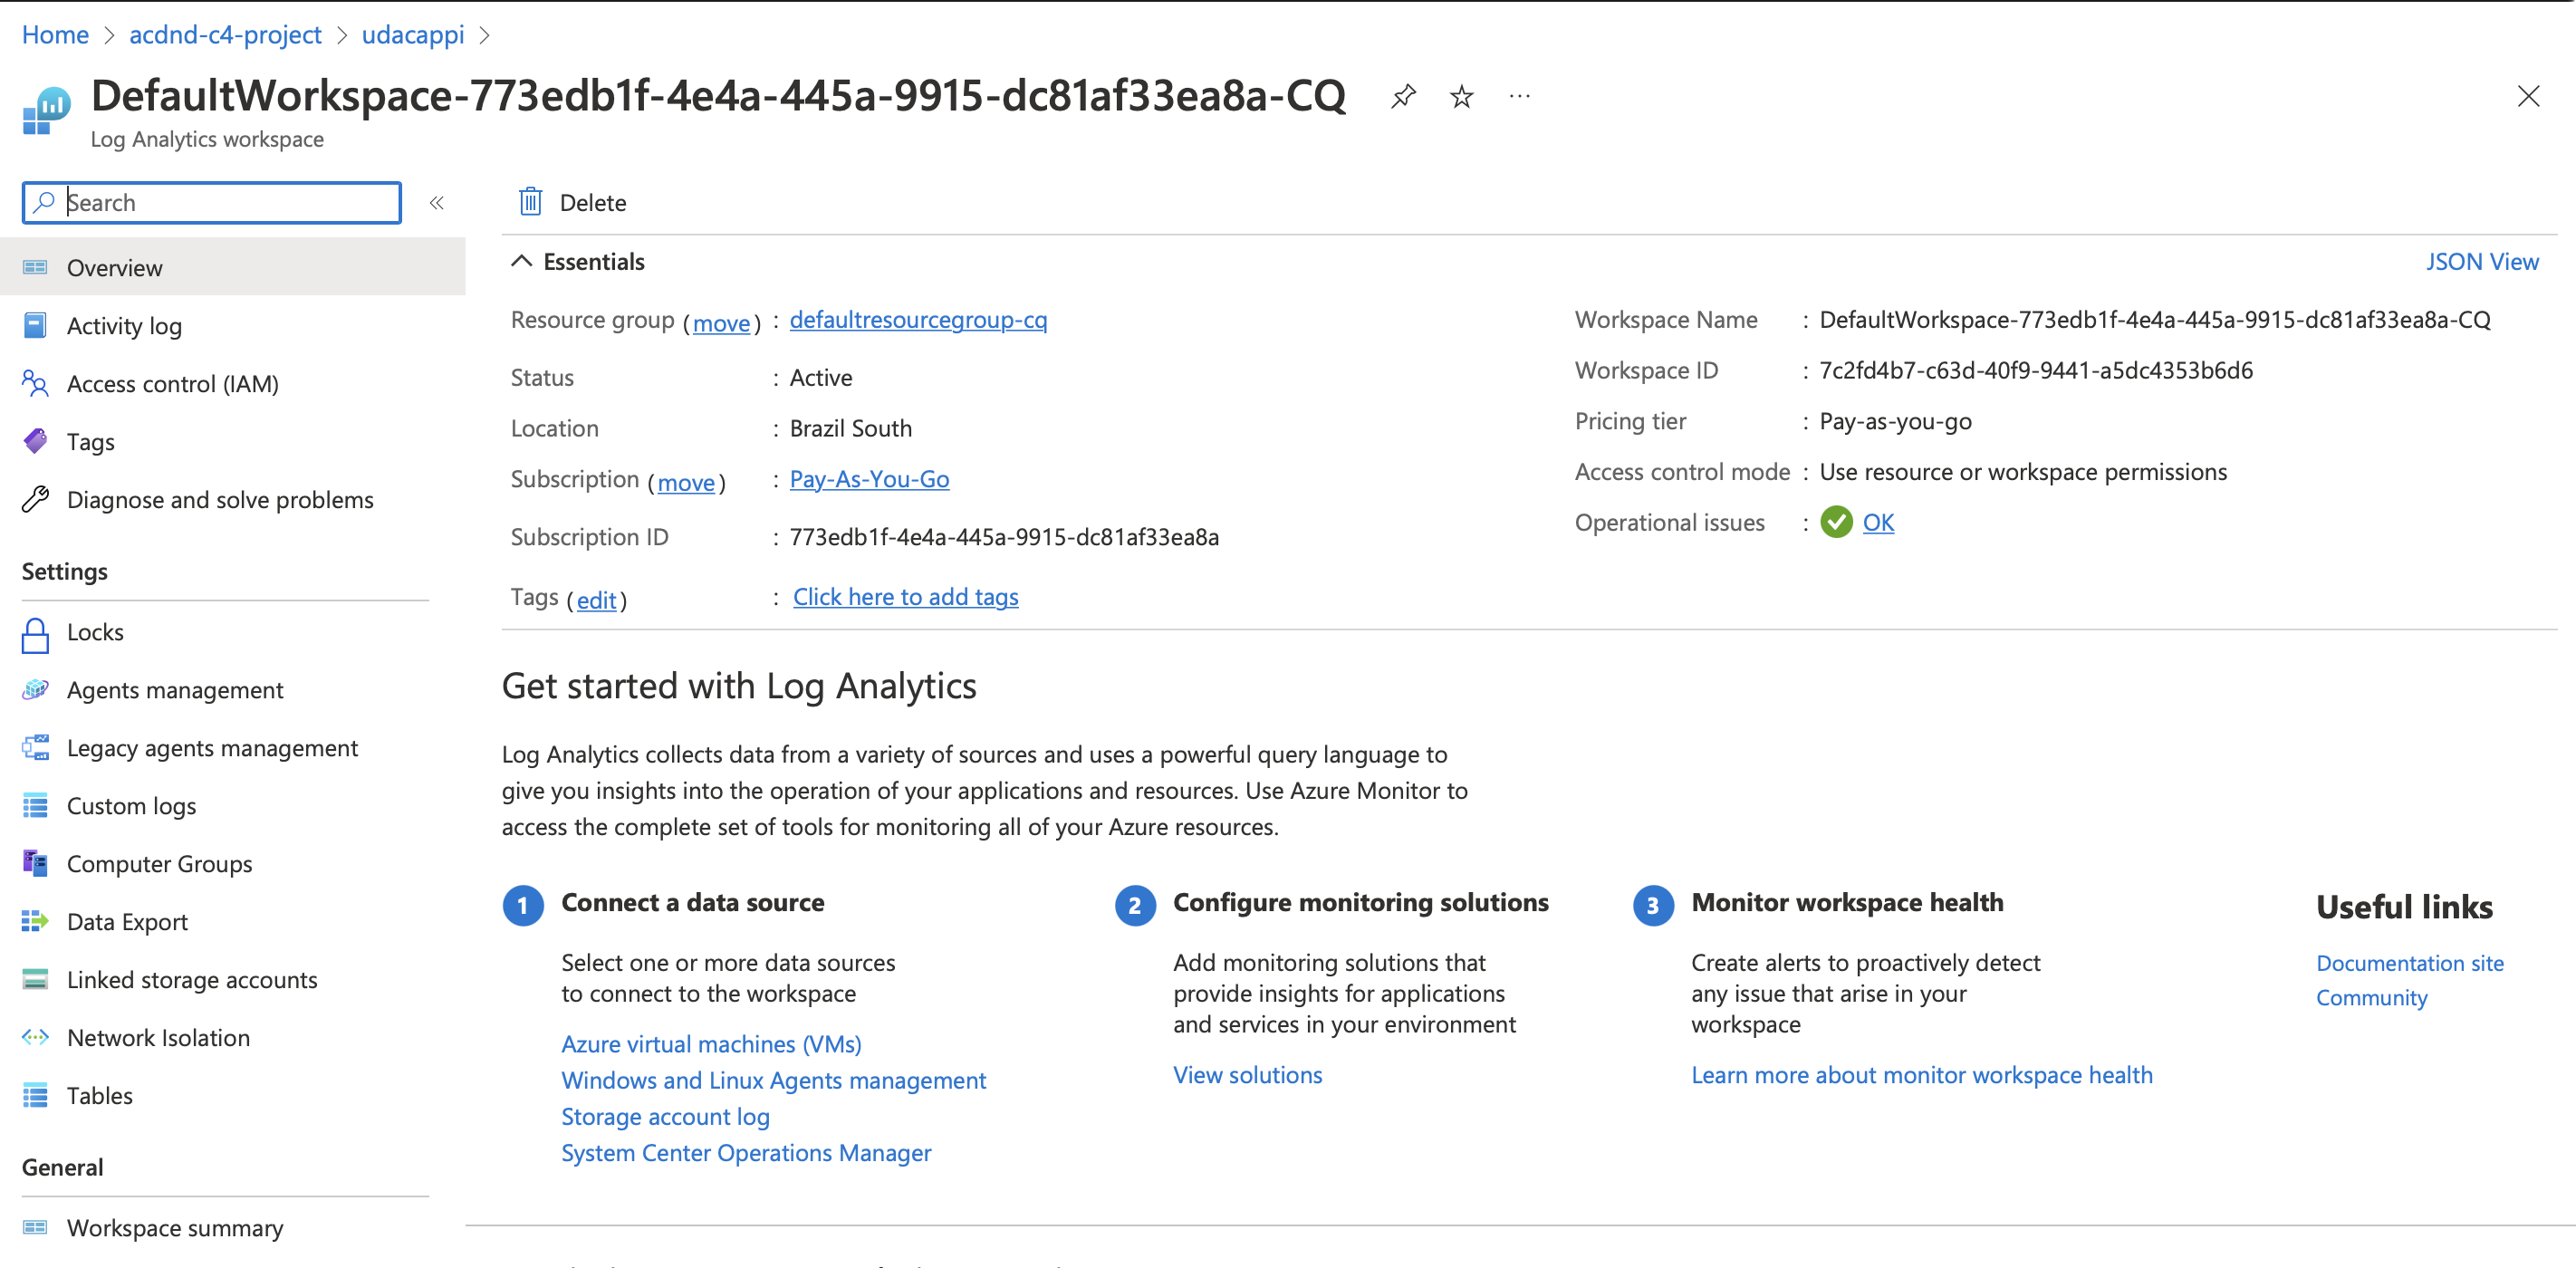 Home > acdnd-c4-project > udacappi >
DefaultWorkspace-773edb1f-4e4a-445a-9915-dc81af33ea8a-CQ
Log Analytics workspace
Search
Overview
Activity log
Access control (IAM)
Tags
Diagnose and solve problems
Settings
Locks
Agents management
Legacy agents management
Custom logs
Computer Groups
Data Export
Linked storage accounts
Network Isolation
Tables
General
Workspace summary
Delete
Essentials
JSON View
Resource group (move) : defaultresourcegroup-cq
Status : Active
Location : Brazil South
Subscription (move) : Pay-As-You-Go
Subscription ID : 773edb1f-4e4a-445a-9915-dc81af33ea8a
Tags (edit) : Click here to add tags
Workspace Name : DefaultWorkspace-773edb1f-4e4a-445a-9915-dc81af33ea8a-CQ
Workspace ID : 7c2fd4b7-c63d-40f9-9441-a5dc4353b6d6
Pricing tier : Pay-as-you-go
Access control mode : Use resource or workspace permissions
Operational issues : OK
Get started with Log Analytics
Log Analytics collects data from a variety of sources and uses a powerful query language to
give you insights into the operation of your applications and resources. Use Azure Monitor to
access the complete set of tools for monitoring all of your Azure resources.
1 Connect a data source
Select one or more data sources
to connect to the workspace
Azure virtual machines (VMs)
Windows and Linux Agents management
Storage account log
System Center Operations Manager
2 Configure monitoring solutions
Add monitoring solutions that
provide insights for applications
and services in your environment
View solutions
3 Monitor workspace health
Create alerts to proactively detect
any issue that arise in your
workspace
Learn more about monitor workspace health
Useful links
Documentation site
Community